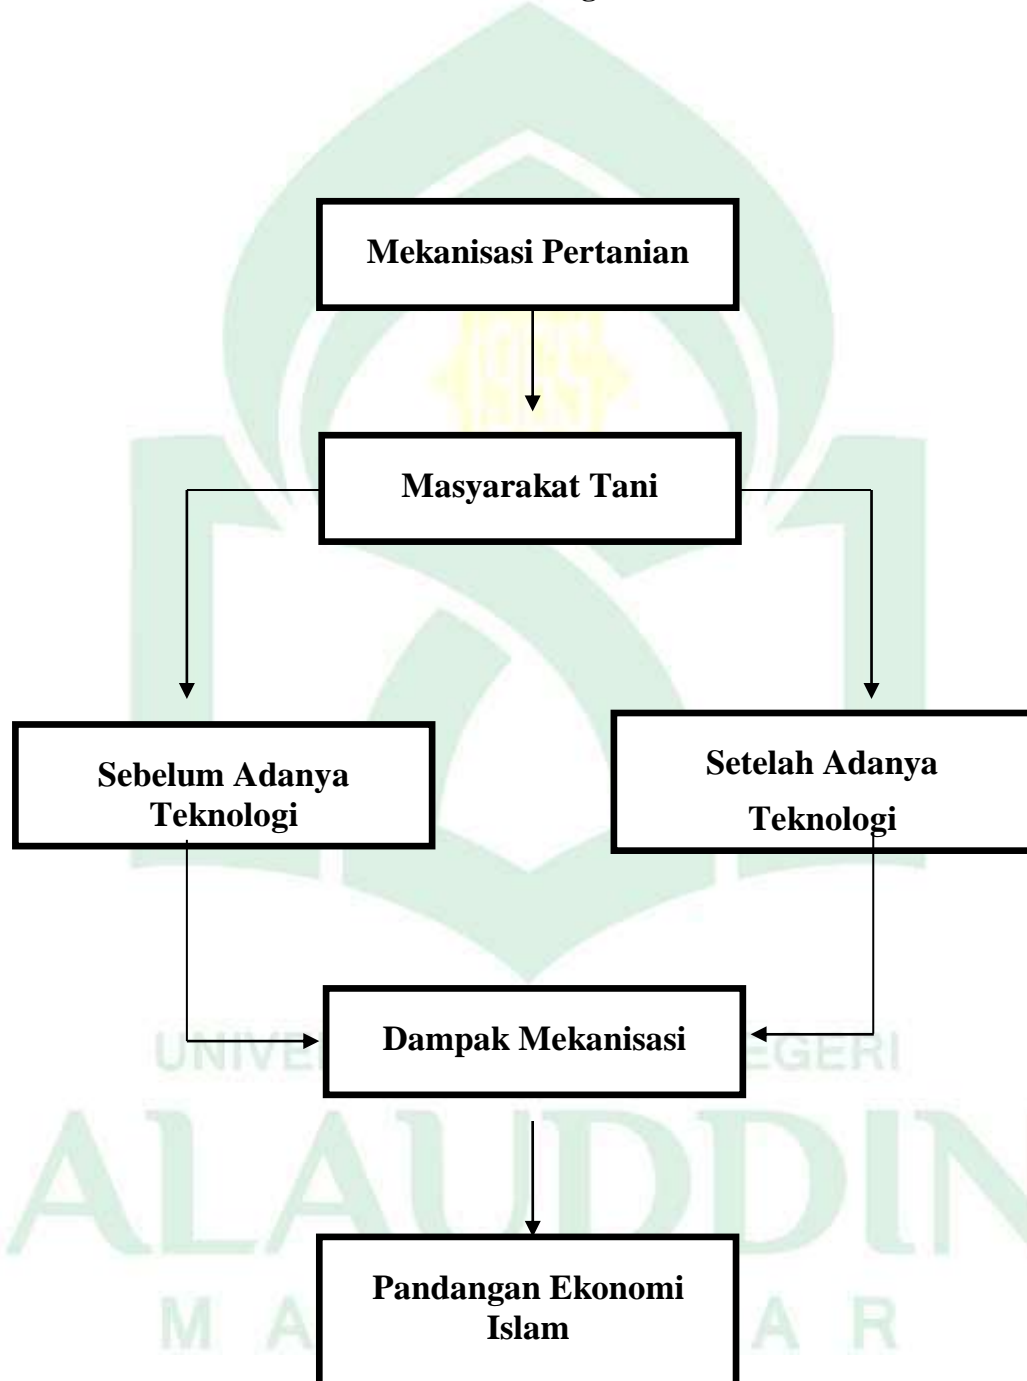 Mekanisasi Pertanian
Masyarakat Tani
Sebelum Adanya
Teknologi
Setelah Adanya
Teknologi
Dampak Mekanisasi
UNIVE EGERI
ALAUDDIN
Pandangan Ekonomi
Islam
M A A R